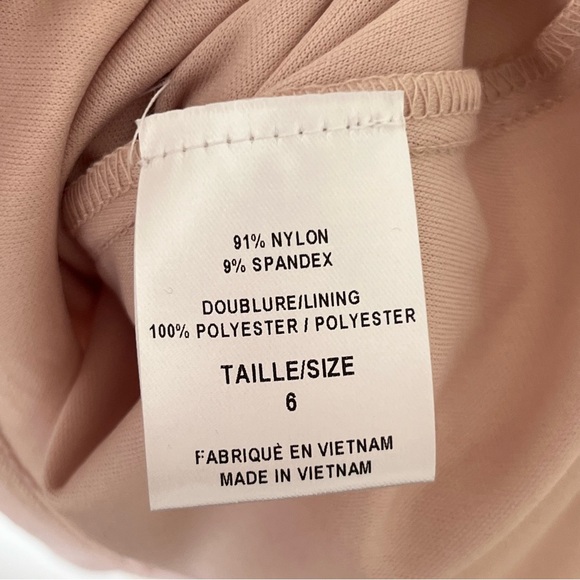 91% NYLON
9% SPANDEX
DOUBLURE/LINING
100% POLYESTER / POLYESTER
TAILLE/SIZE
6
FABRIQUÈ EN VIETNAM
MADE IN VIETNAM